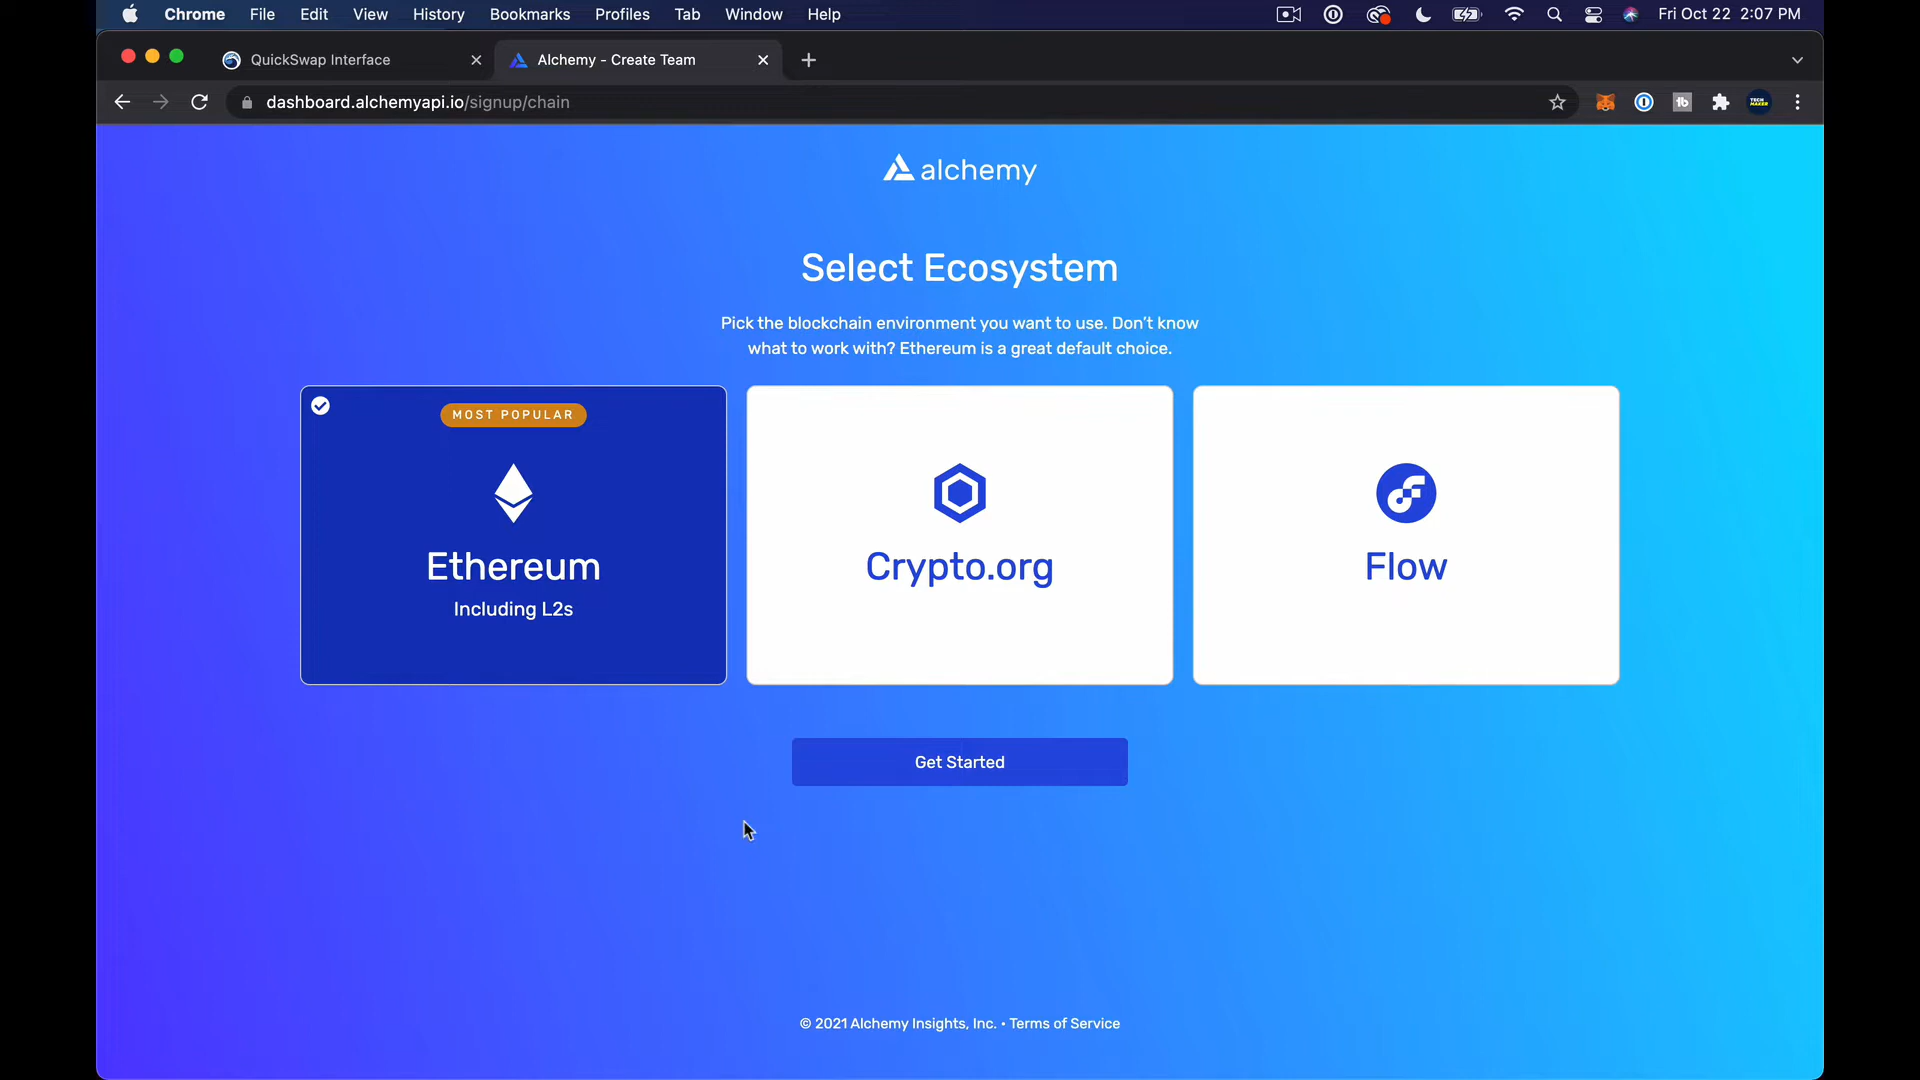 Chrome File Edit View History Bookmarks Profiles Tab Window Help Fri Oct 22 2:07 PM
QuickSwap Interface Alchemy - Create Team
dashboard.alchemyapi.io/signup/chain tb TECH MAKER
alchemy
Select Ecosystem
Pick the blockchain environment you want to use. Don't know
what to work with? Ethereum is a great default choice.
MOST POPULAR
Ethereum Crypto.org Flow
Including L2s
Get Started
© 2021 Alchemy Insights, Inc. • Terms of Service